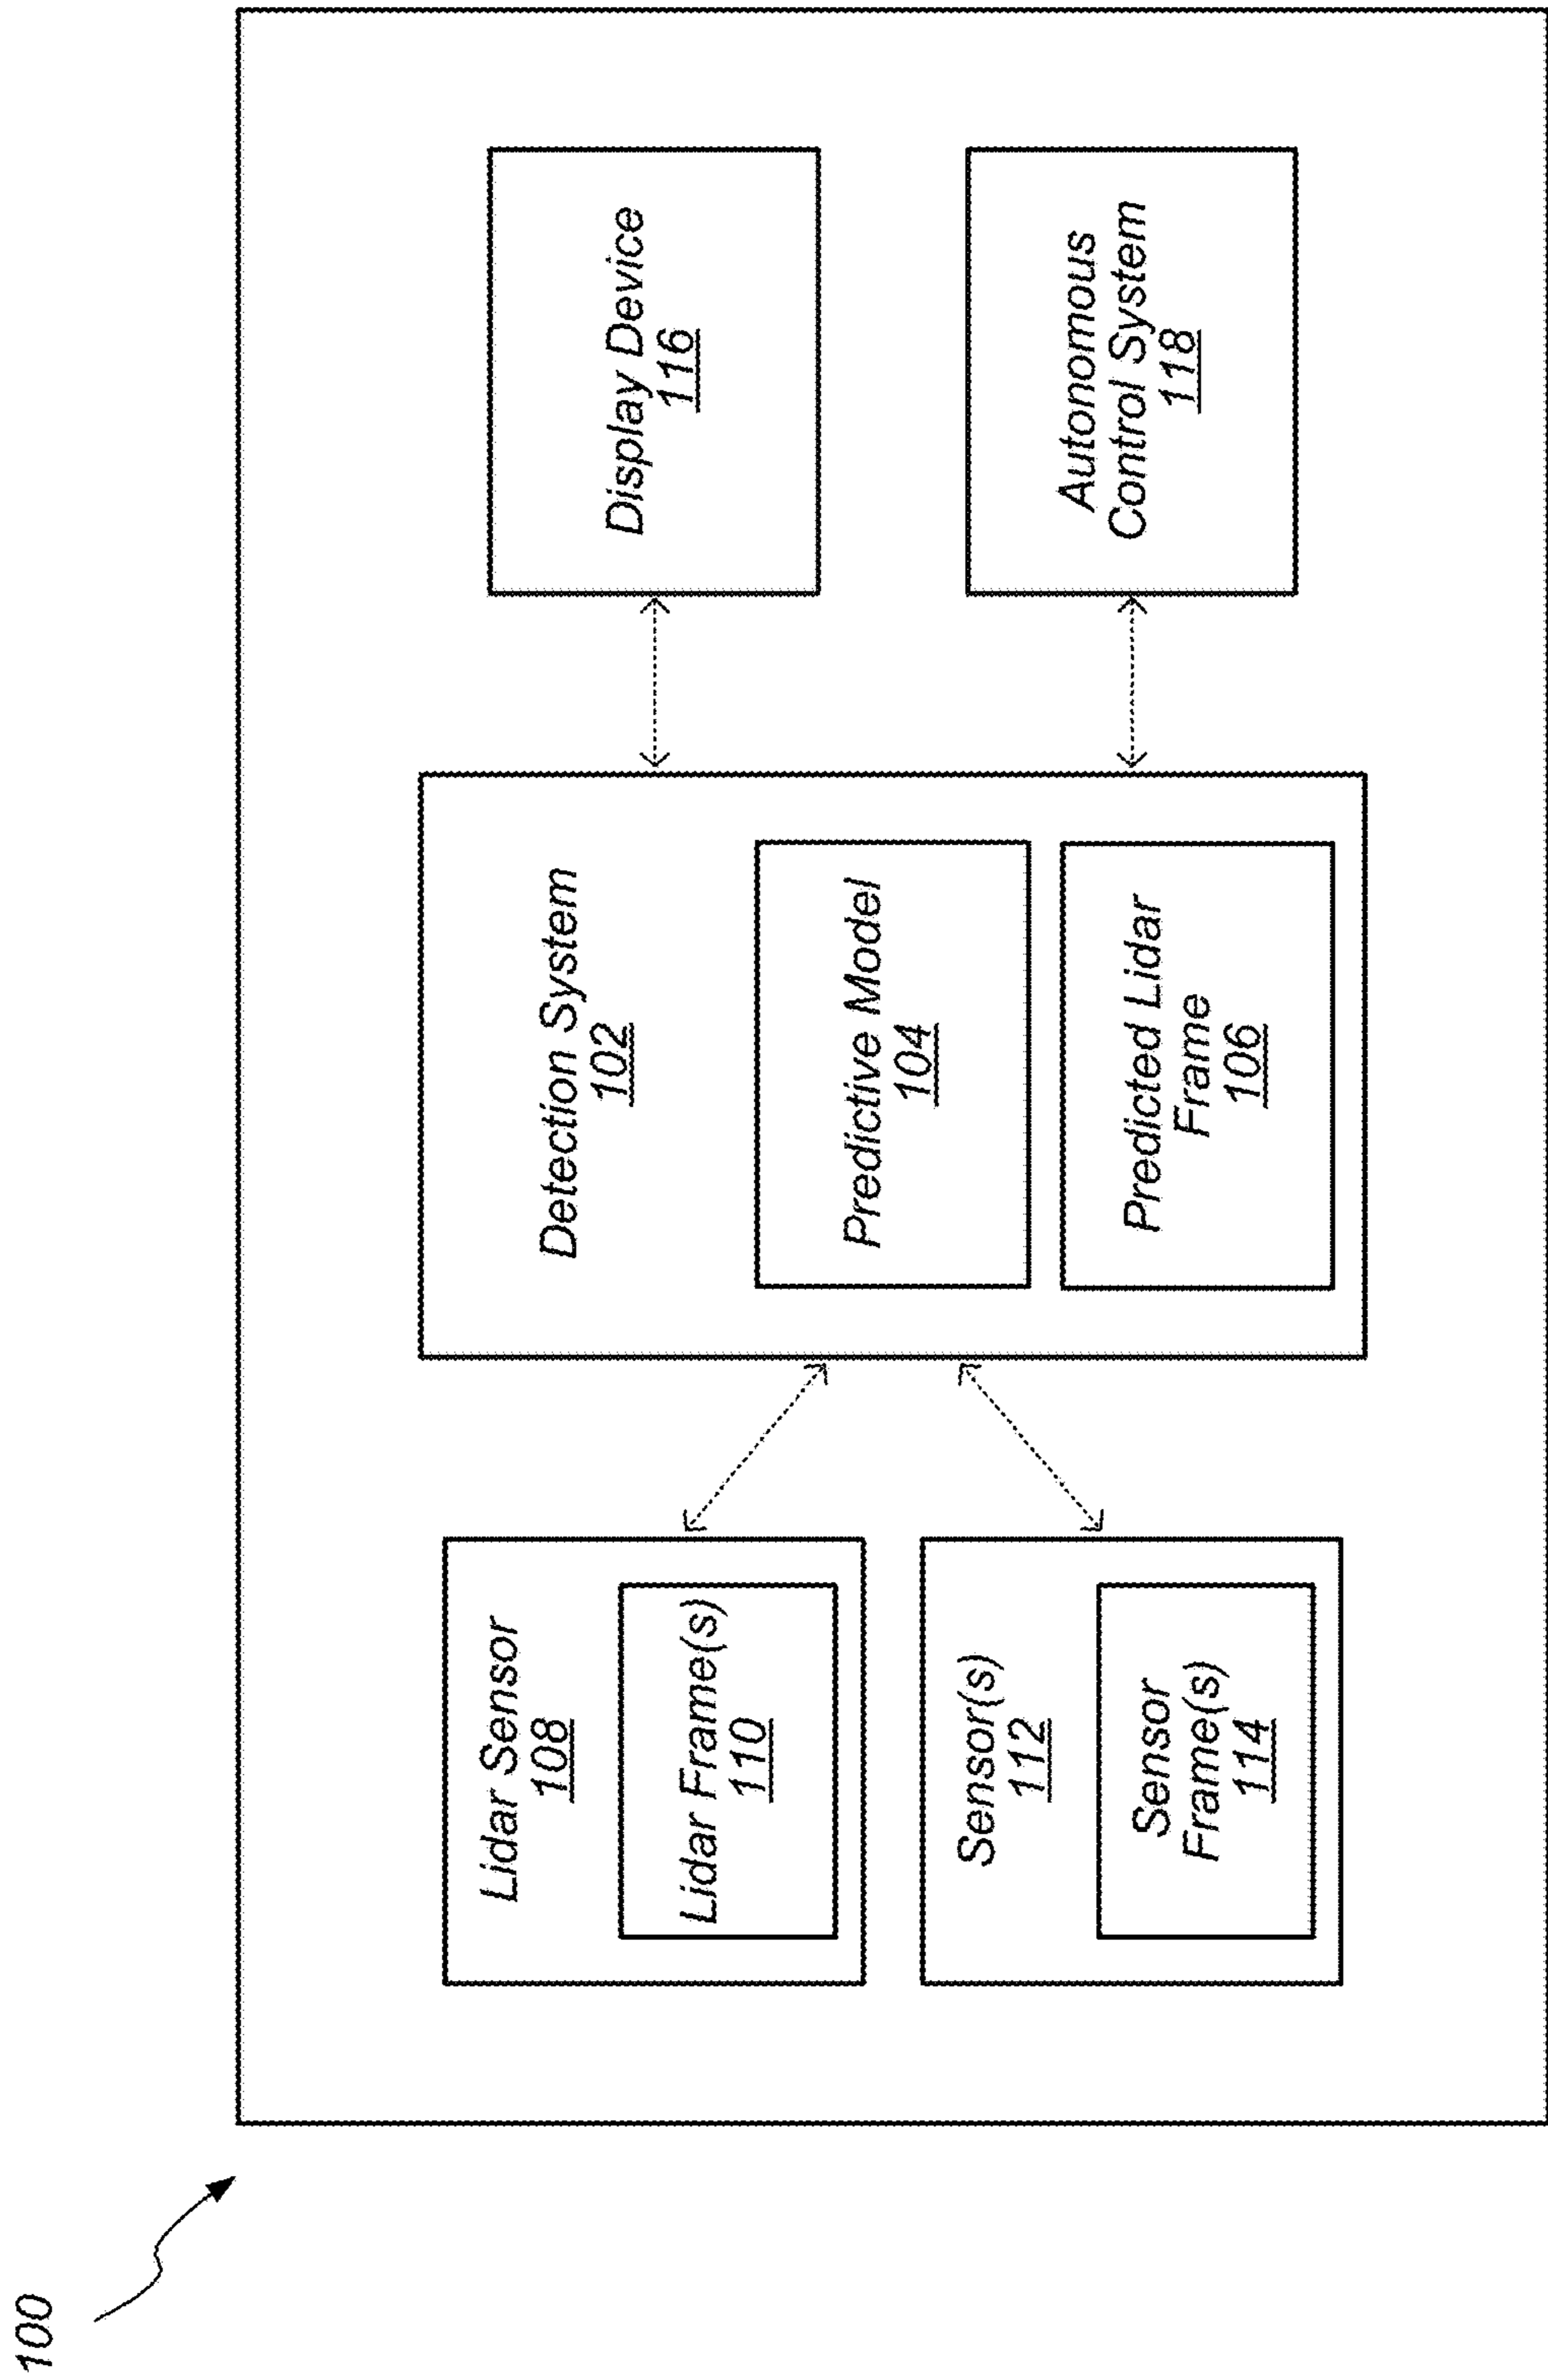 100
Lidar Sensor
108
Lidar Frame(s)
110
Sensor(s)
112
Sensor
Frame(s)
114
Detection System
102
Predictive Model
104
Predicted Lidar
Frame
106
Display Device
116
Autonomous
Control System
118